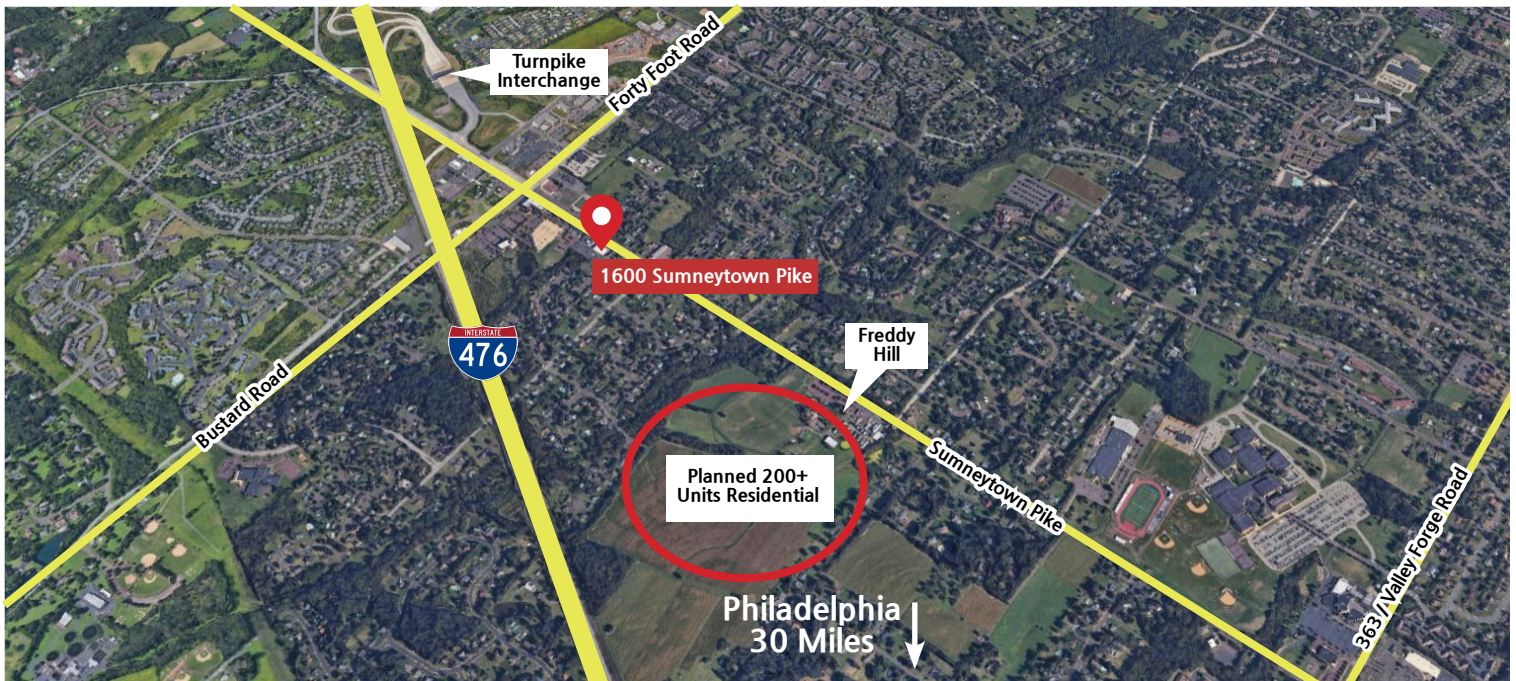 Turnpike
Interchange
Forty Foot Road
1600 Sumneytown Pike
INTERSTATE
476
Freddy
Hill
Bustard Road
Planned 200+
Units Residential
Sumneytown Pike
363 / Valley Forge Road
Philadelphia
30 Miles